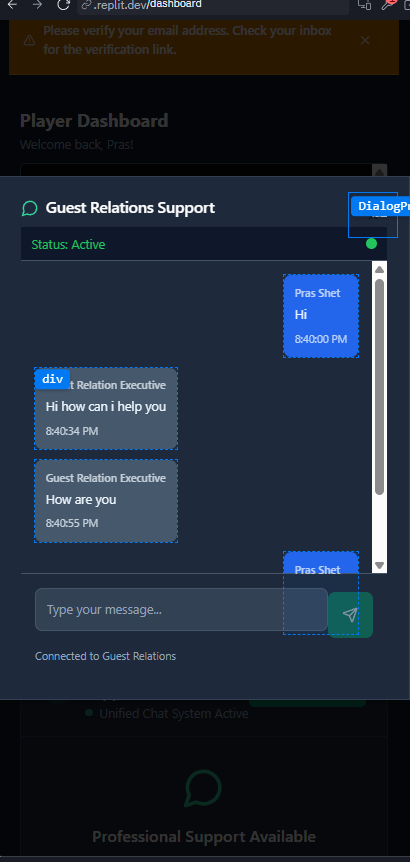 .replit.dev/dashboard
Please verify your email address. Check your inbox
for the verification link.
Player Dashboard
Welcome back, Pras!
Guest Relations Support
DialogPr
Status: Active
Pras Shet
Hi
8:40:00 PM
div
t Relation Executive
Hi how can i help you
8:40:34 PM
Guest Relation Executive
How are you
8:40:55 PM
Pras Shet
Type your message...
Connected to Guest Relations
Unified Chat System Active
Professional Support Available